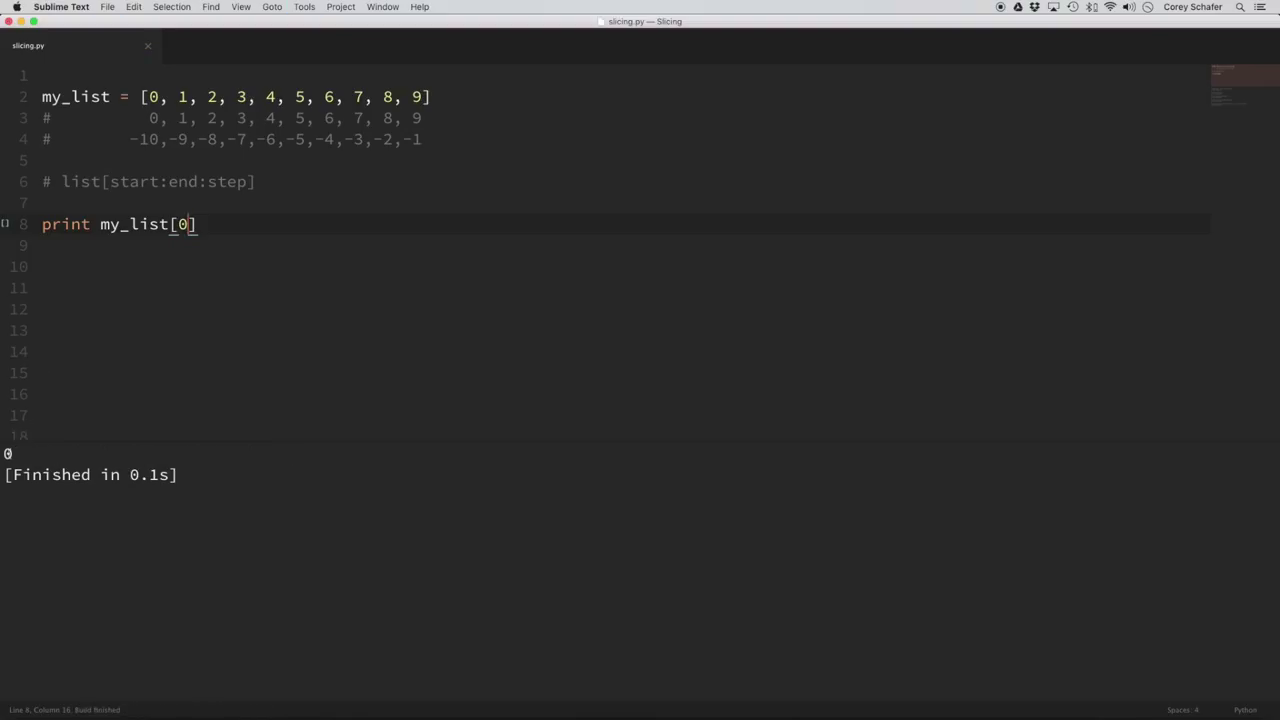 Sublime Text File Edit Selection Find View Goto Tools Project Window Help Corey Schafer
slicing.py — Slicing
slicing.py
1
2 my_list = [0, 1, 2, 3, 4, 5, 6, 7, 8, 9]
3 # 0, 1, 2, 3, 4, 5, 6, 7, 8, 9
4 # -10,-9,-8,-7,-6,-5,-4,-3,-2,-1
5
6 # list[start:end:step]
7
8 print my_list[0]
9
10
11
12
13
14
15
16
17
18
0
[Finished in 0.1s]
Line 8, Column 16, Build finished Spaces: 4 Python